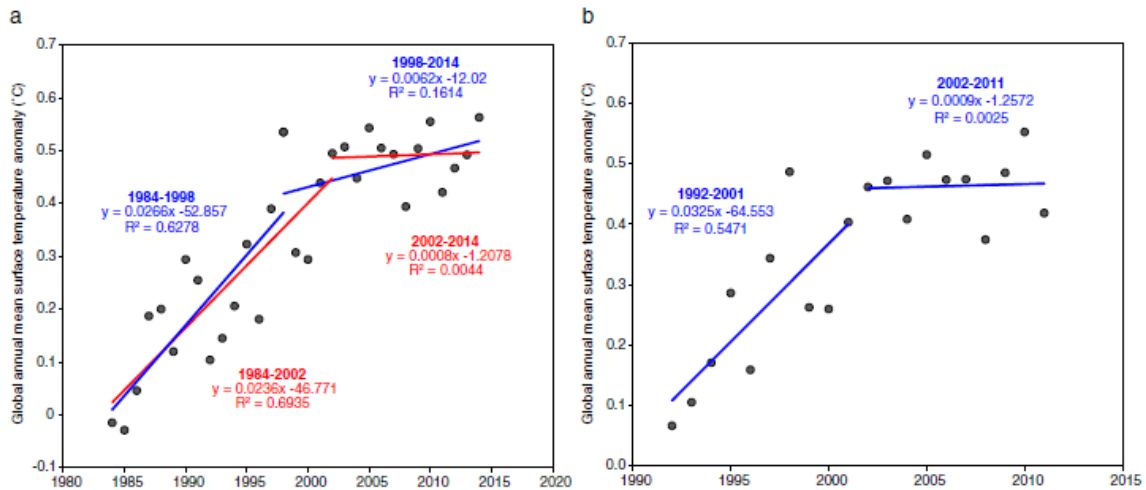 a
Global annual mean surface temperature anomaly (°C)
0.7
0.6
0.5
0.4
0.3
0.2
0.1
0
-0.1
1998-2014
y = 0.0062x -12.02
R² = 0.1614
1984-1998
y = 0.0266x -52.857
R² = 0.6278
2002-2014
y = 0.0008x -1.2078
R² = 0.0044
1984-2002
y = 0.0236x -46.771
R² = 0.6935
1980 1985 1990 1995 2000 2005 2010 2015 2020
b
Global annual mean surface temperature anomaly (°C)
0.7
0.6
0.5
0.4
0.3
0.2
0.1
0.0
2002-2011
y = 0.0009x -1.2572
R² = 0.0025
1992-2001
y = 0.0325x -64.553
R² = 0.5471
1990 1995 2000 2005 2010 2015